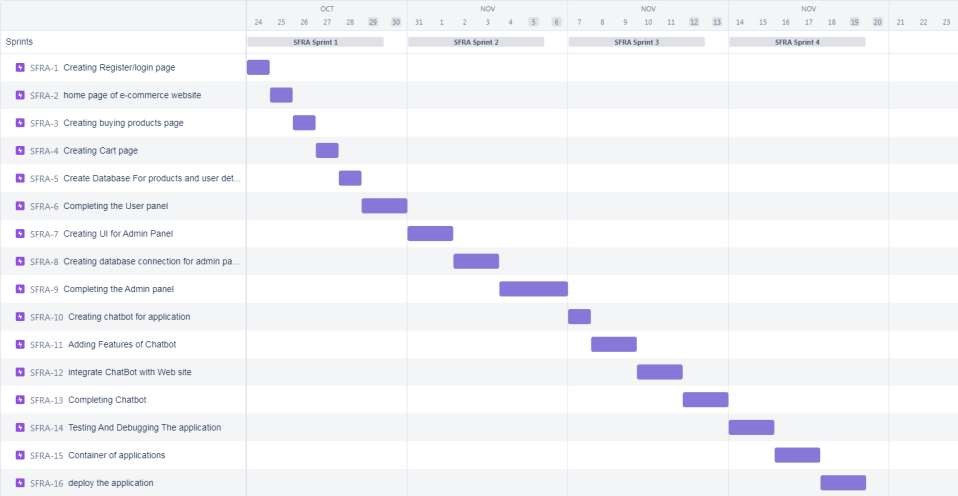 OCT NOV NOV NOV
24 25 26 27 28 29 30 31 1 2 3 4 5 6 7 8 9 10 11 12 13 14 15 16 17 18 19 20 21 22 23
Sprints SFRA Sprint 1 SFRA Sprint 2 SFRA Sprint 3 SFRA Sprint 4
SFRA-1 Creating Register/login page
SFRA-2 home page of e-commerce website
SFRA-3 Creating buying products page
SFRA-4 Creating Cart page
SFRA-5 Create Database For products and user det...
SFRA-6 Completing the User panel
SFRA-7 Creating UI for Admin Panel
SFRA-8 Creating database connection for admin pa...
SFRA-9 Completing the Admin panel
SFRA-10 Creating chatbot for application
SFRA-11 Adding Features of Chatbot
SFRA-12 integrate ChatBot with Web site
SFRA-13 Completing Chatbot
SFRA-14 Testing And Debugging The application
SFRA-15 Container of applications
SFRA-16 deploy the application